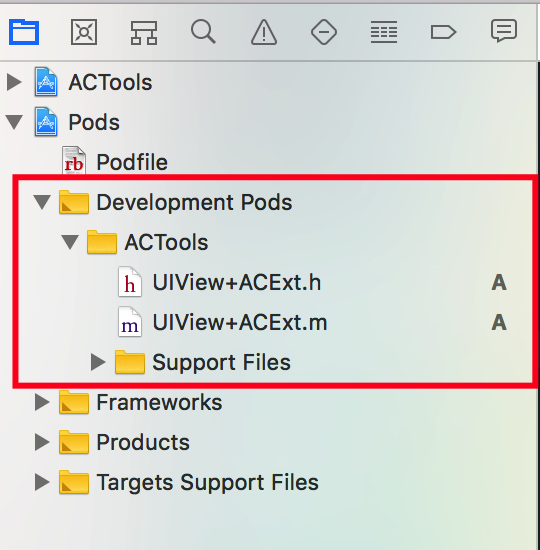 ACTools
Pods
rb Podfile
Development Pods
ACTools
h UIView+ACExt.h A
m UIView+ACExt.m A
Support Files
Frameworks
Products
Targets Support Files